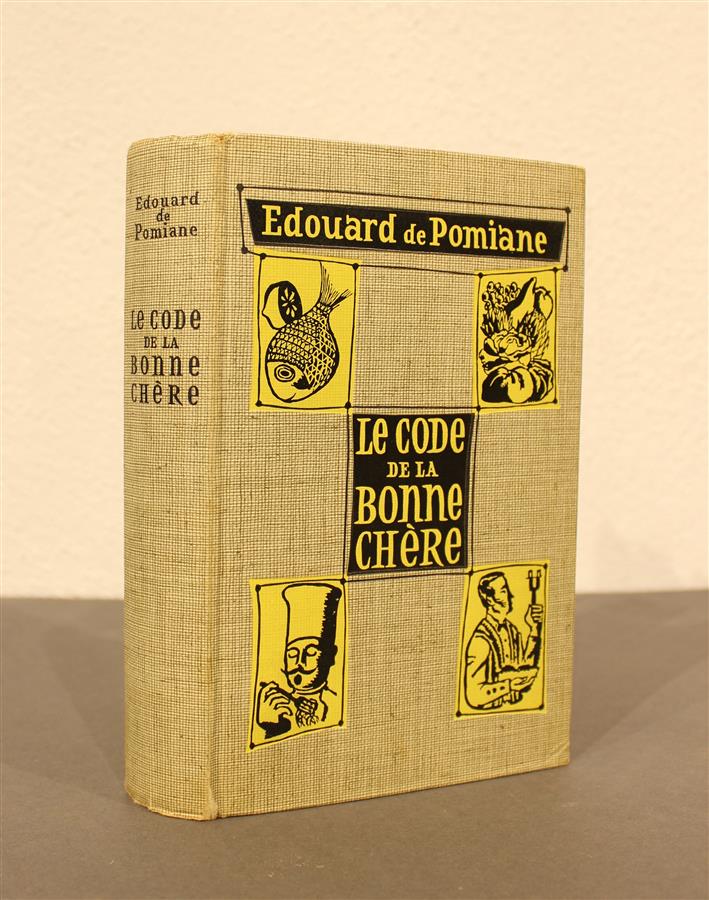 Edouard
de
Pomiane
Le CODE
DE LA
BONNE
CHÈRE
Edouard de Pomiane
Le CODE
DE LA
BONNE
CHÈRE